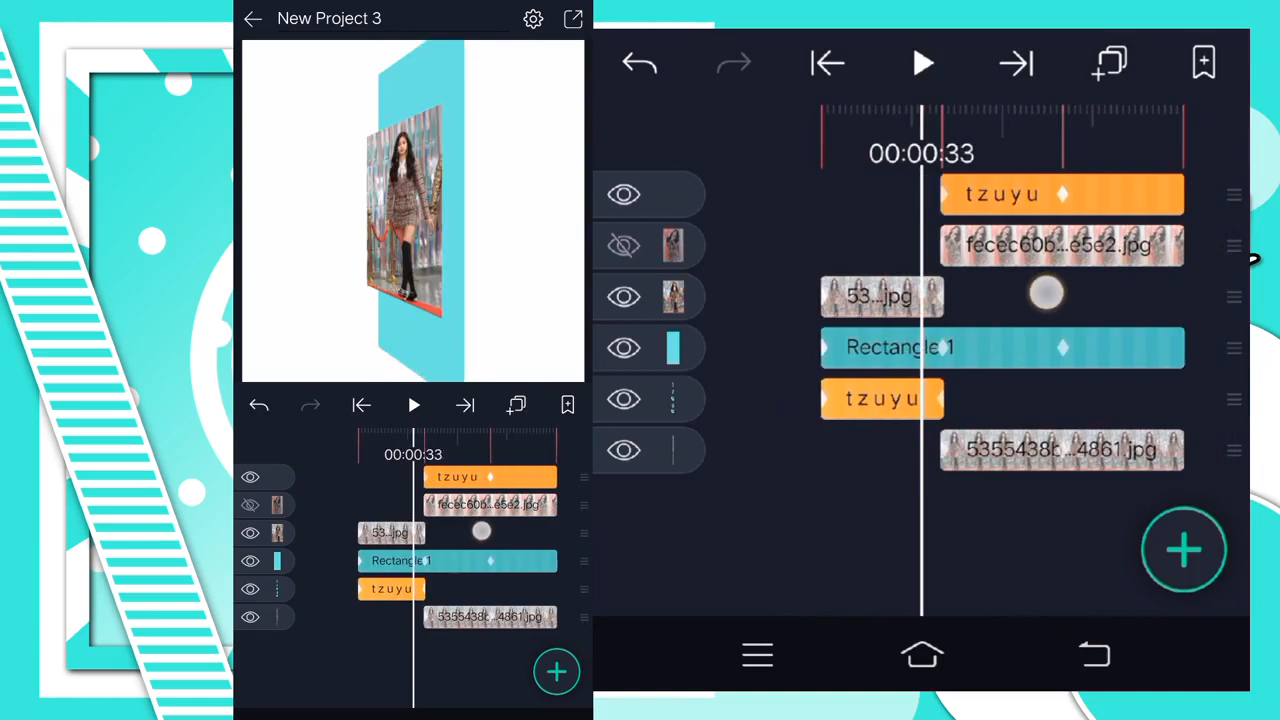 New Project 3
00:00:33
t z u y u
fecec60b...e5e2.jpg
53...jpg
Rectangle 1
t z u y u
5355438b...4861.jpg
00:00:33
t z u y u
fecec60b...e5e2.jpg
53...jpg
Rectangle 1
t z u y u
5355438b...4861.jpg